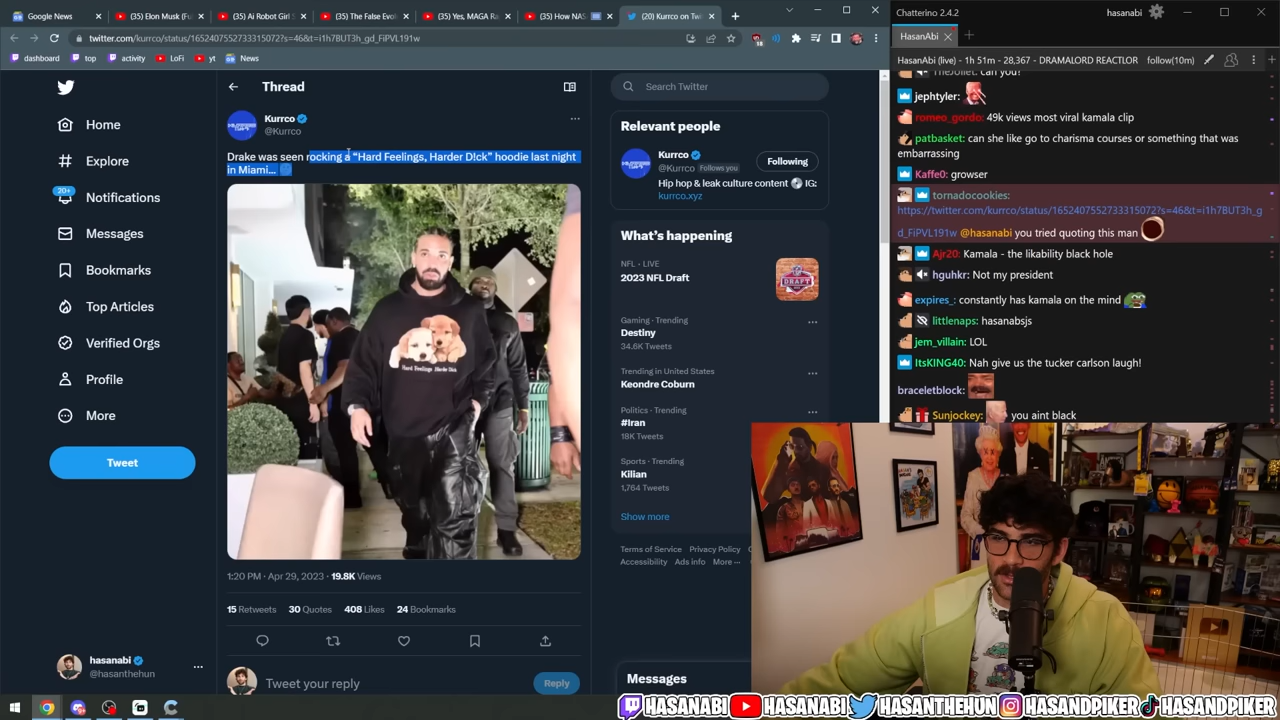 Google News
(35) Elon Musk (Fu
(35) Ai Robot Girl S
(35) The False Evol
(35) Yes, MAGA Ra
(35) How NAS
(20) Kurrco on Twi
twitter.com/kurrco/status/1652407552733315072?s=46&t=i1h7BUT3h_gd_FiPVL191w
dashboard
top
activity
LoFi
yt
News
Home
Explore
20+
Notifications
Messages
Bookmarks
Top Articles
Verified Orgs
Profile
More
Tweet
hasanabi
@hasanthehun
Thread
Kurrco
@Kurrco
Drake was seen rocking a “Hard Feelings, Harder D!ck” hoodie last night
in Miami...
Hard Feelings Harder Dick
1:20 PM · Apr 29, 2023 · 19.8K Views
15 Retweets 30 Quotes 408 Likes 24 Bookmarks
Tweet your reply
Reply
Search Twitter
Relevant people
Kurrco
@Kurrco Follows you
Following
Hip hop & leak culture content IG:
kurrco.xyz
What’s happening
NFL · LIVE
2023 NFL Draft
Gaming · Trending
Destiny
34.6K Tweets
Trending in United States
Keondre Coburn
Politics · Trending
#Iran
18K Tweets
Sports · Trending
Kilian
1,764 Tweets
Show more
Terms of Service Privacy Policy
Accessibility Ads info More
Messages
Chatterino 2.4.2
hasanabi
HasanAbi
HasanAbi (live) - 1h 51m - 28,367 - DRAMALORD REACTLOR
follow(10m)
TheJollet: can you?
jephtyler:
romeo_gordo: 49k views most viral kamala clip
patbasket: can she like go to charisma courses or something that was
embarrassing
Kaffe0: growser
tornadocookies:
https://twitter.com/kurrco/status/1652407552733315072?s=46&t=i1h7BUT3h_g
d_FiPVL191w @hasanabi you tried quoting this man
Ajr20: Kamala - the likability black hole
hguhkr: Not my president
expires_: constantly has kamala on the mind
littlenaps: hasanabsjs
jem_villain: LOL
ItsKING40: Nah give us the tucker carlson laugh!
braceletblock:
Sunjockey: you aint black
HASANABI HASANABI HASANTHEHUN HASANDPIKER HASANDPIKER